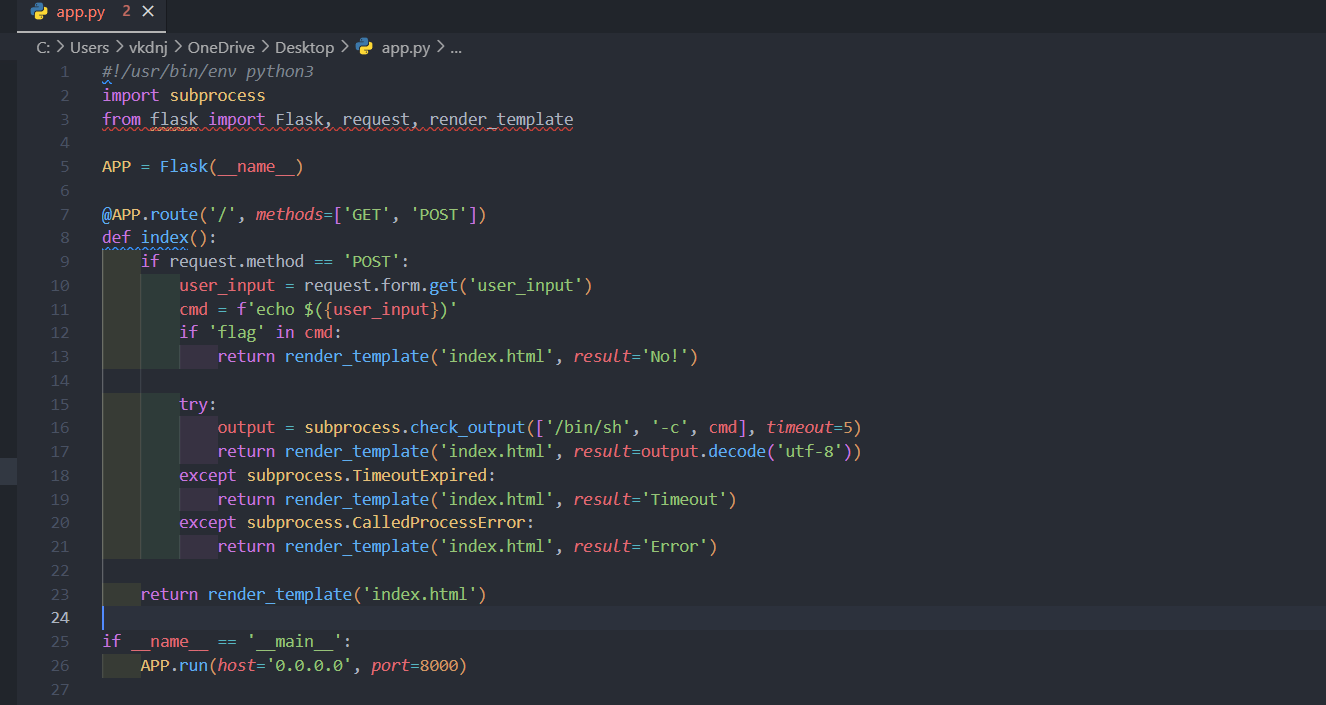 app.py 2 ×
C: > Users > vkdnj > OneDrive > Desktop > app.py > ...
1 #!/usr/bin/env python3
2 import subprocess
3 from flask import Flask, request, render_template
4
5 APP = Flask(__name__)
6
7 @APP.route('/', methods=['GET', 'POST'])
8 def index():
9     if request.method == 'POST':
10         user_input = request.form.get('user_input')
11         cmd = f'echo $({user_input})'
12         if 'flag' in cmd:
13             return render_template('index.html', result='No!')
14
15         try:
16             output = subprocess.check_output(['/bin/sh', '-c', cmd], timeout=5)
17             return render_template('index.html', result=output.decode('utf-8'))
18         except subprocess.TimeoutExpired:
19             return render_template('index.html', result='Timeout')
20         except subprocess.CalledProcessError:
21             return render_template('index.html', result='Error')
22
23     return render_template('index.html')
24
25 if __name__ == '__main__':
26     APP.run(host='0.0.0.0', port=8000)
27